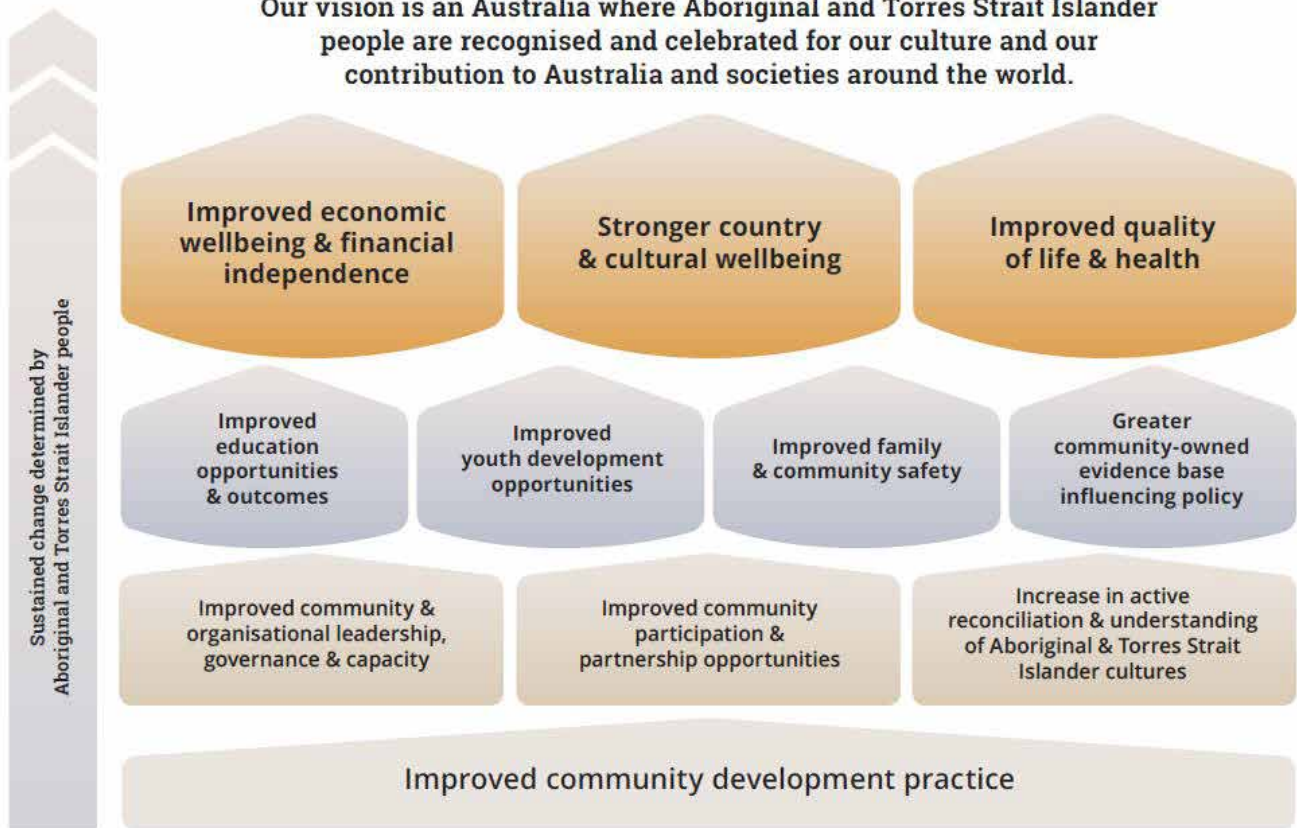 Our vision is an Australia where Aboriginal and Torres Strait Islander
people are recognised and celebrated for our culture and our
contribution to Australia and societies around the world.
Improved economic
wellbeing & financial
independence
Stronger country
& cultural wellbeing
Improved quality
of life & health
Improved
education
opportunities
& outcomes
Improved
youth development
opportunities
Improved family
& community safety
Greater
community-owned
evidence base
influencing policy
Improved community &
organisational leadership,
governance & capacity
Improved community
participation &
partnership opportunities
Increase in active
reconciliation & understanding
of Aboriginal & Torres Strait
Islander cultures
Improved community development practice
Sustained change determined by
Aboriginal and Torres Strait Islander people